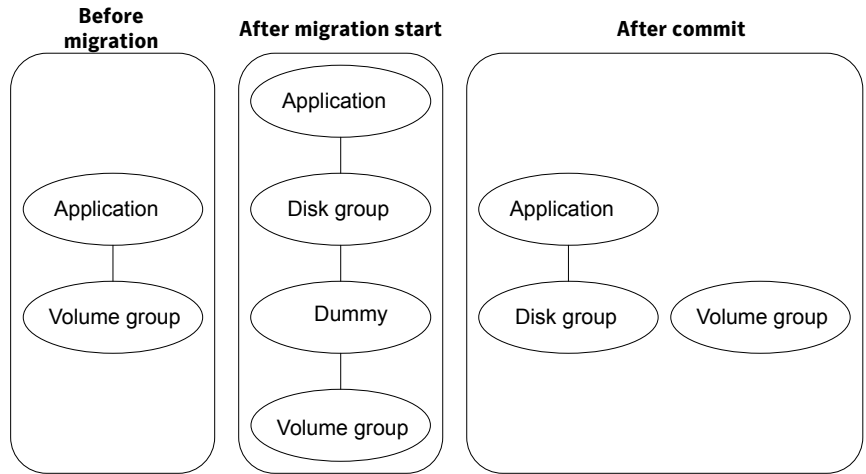 Before
migration
Application
Volume group
After migration start
Application
Disk group
Dummy
Volume group
After commit
Application
Disk group
Volume group